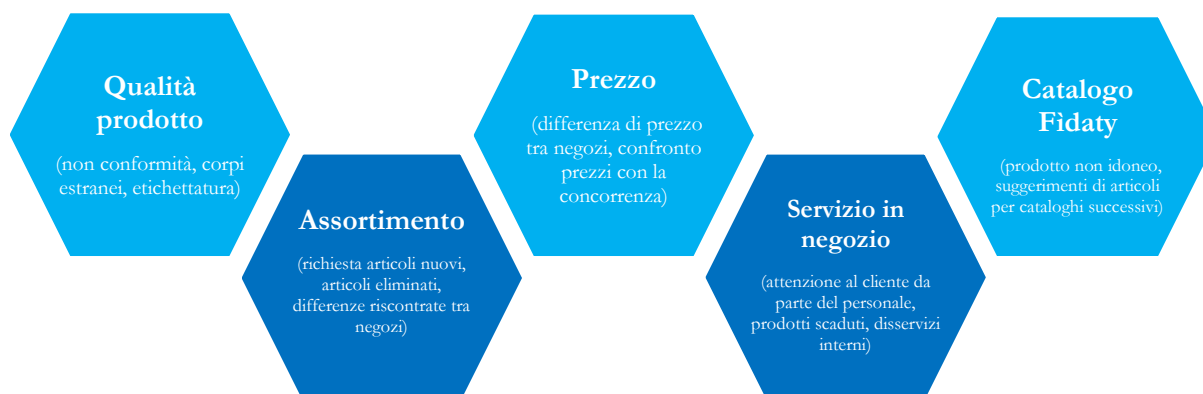 Qualità
prodotto
(non conformità, corpi
estranei, etichettatura)
Assortimento
(richiesta articoli nuovi,
articoli eliminati,
differenze riscontrate tra
negozi)
Prezzo
(differenza di prezzo
tra negozi, confronto
prezzi con la
concorrenza)
Servizio in
negozio
(attenzione al cliente da
parte del personale,
prodotti scaduti, disservizi
interni)
Catalogo
Fìdaty
(prodotto non idoneo,
suggerimenti di articoli
per cataloghi successivi)